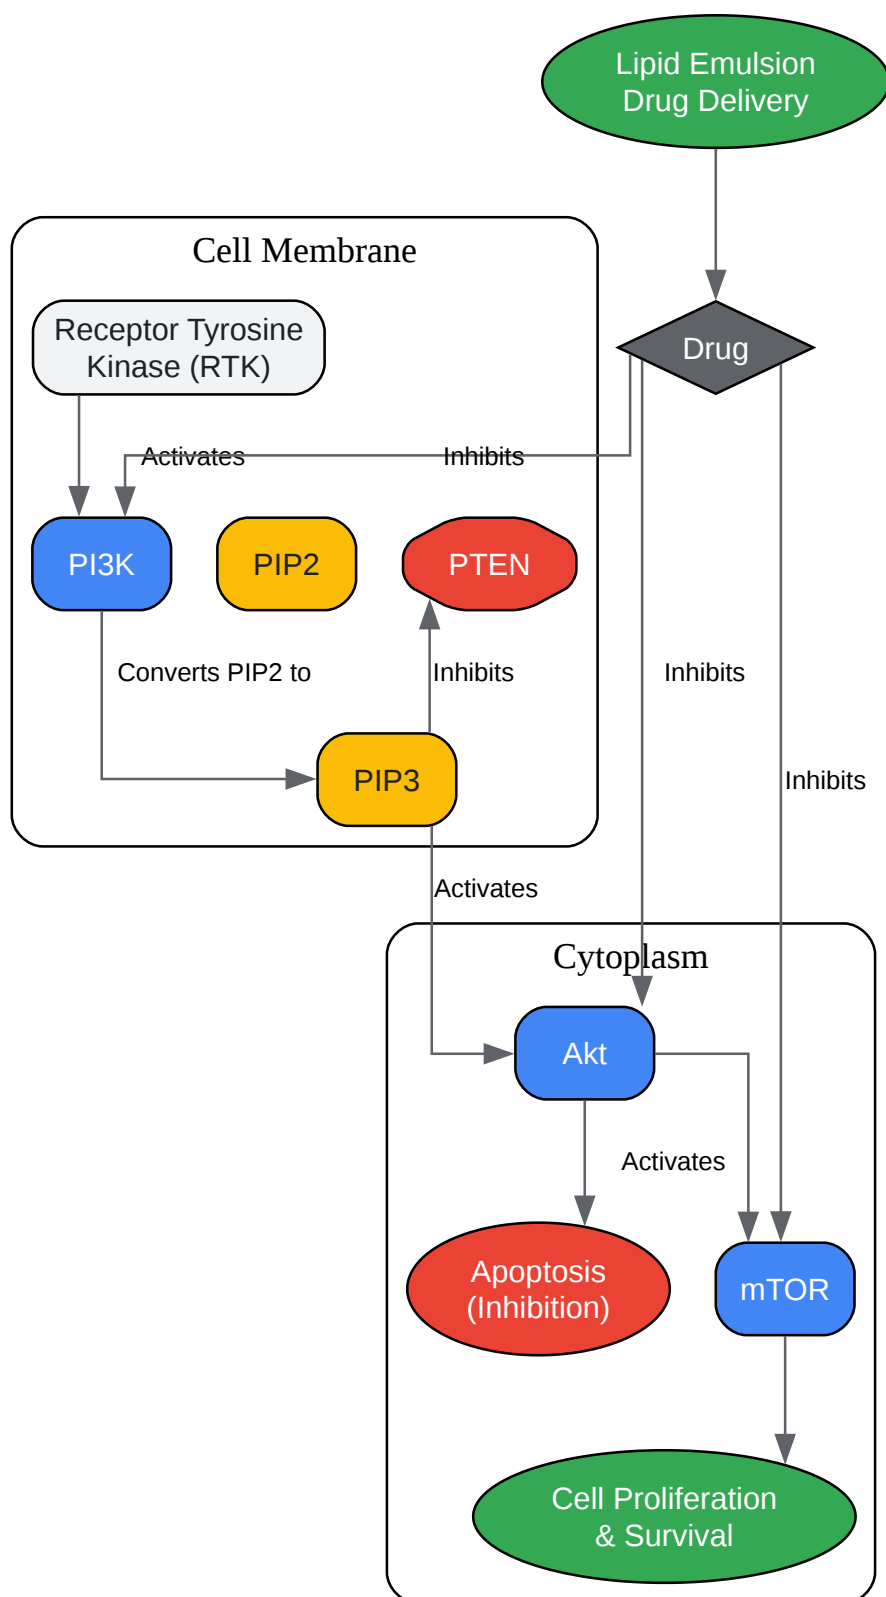 Lipid Emulsion
Drug Delivery
Cell Membrane
Receptor Tyrosine
Kinase (RTK)
Drug
Activates
Inhibits
PI3K
PIP2
PTEN
Converts PIP2 to
Inhibits
Inhibits
PIP3
Inhibits
Activates
Cytoplasm
Akt
Activates
Apoptosis
(Inhibition)
mTOR
Cell Proliferation
& Survival